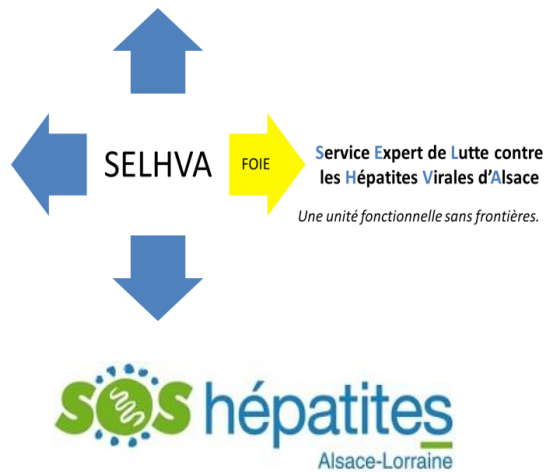 SELHVA
FOIE
Service Expert de Lutte contre
les Hépatites Virales d'Alsace
Une unité fonctionnelle sans frontières.
SOS hépatites
Alsace-Lorraine